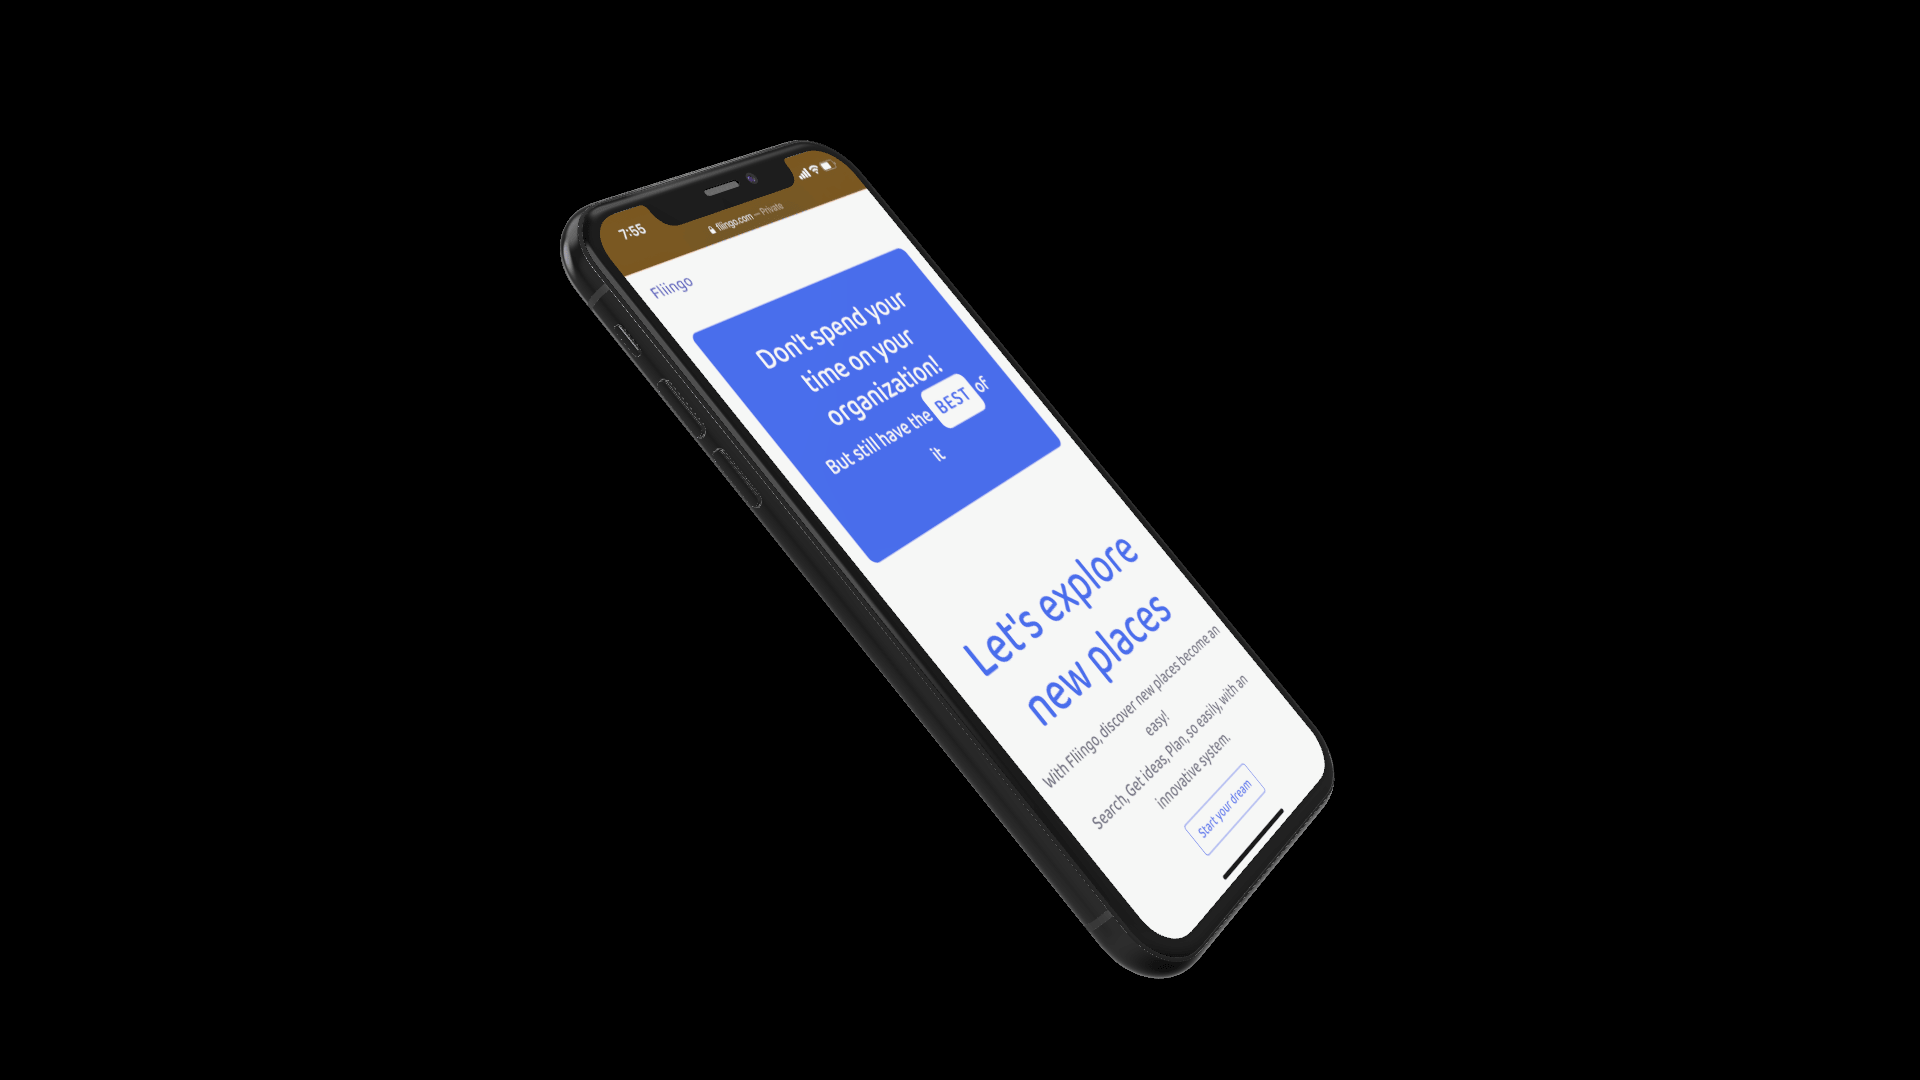 7:55
fliingo.com — Private
Fliingo
Don't spend your
time on your
organization!
But still have the BEST of
it
Let's explore
new places
With Fliingo, discover new places become an
easy!
Search, Get ideas, Plan, so easily, with an
innovative system.
Start your dream